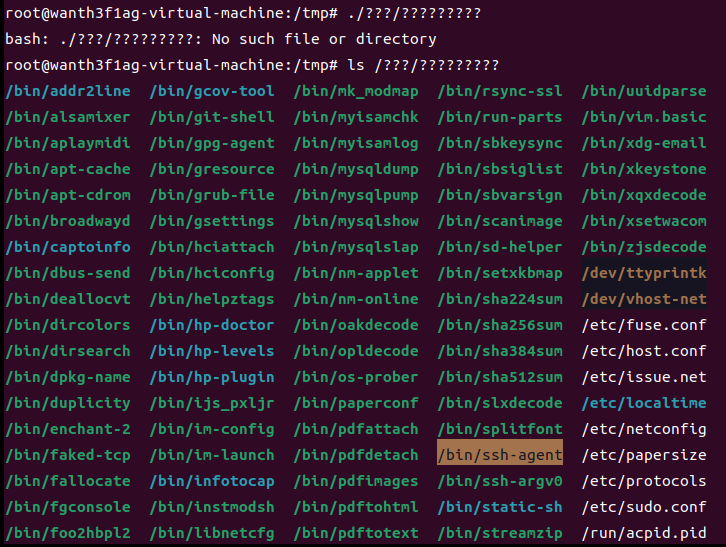 root@wanth3f1ag-virtual-machine:/tmp# ./???/?????????
bash: ./???/?????????: No such file or directory
root@wanth3f1ag-virtual-machine:/tmp# ls /???/?????????
/bin/addr2line /bin/gcov-tool /bin/mk_modmap /bin/rsync-ssl /bin/uuidparse
/bin/alsamixer /bin/git-shell /bin/myisamchk /bin/run-parts /bin/vim.basic
/bin/aplaymidi /bin/gpg-agent /bin/myisamlog /bin/sbkeysync /bin/xdg-email
/bin/apt-cache /bin/gresource /bin/mysqldump /bin/sbsiglist /bin/xkeystone
/bin/apt-cdrom /bin/grub-file /bin/mysqlpump /bin/sbvarsign /bin/xqxdecode
/bin/broadwayd /bin/gsettings /bin/mysqlshow /bin/scanimage /bin/xsetwacom
/bin/captoinfo /bin/hciattach /bin/mysqlslap /bin/sd-helper /bin/zjsdecode
/bin/dbus-send /bin/hciconfig /bin/nm-applet /bin/setxkbmap /dev/ttyprintk
/bin/deallocvt /bin/helpztags /bin/nm-online /bin/sha224sum /dev/vhost-net
/bin/dircolors /bin/hp-doctor /bin/oakdecode /bin/sha256sum /etc/fuse.conf
/bin/dirsearch /bin/hp-levels /bin/opldecode /bin/sha384sum /etc/host.conf
/bin/dpkg-name /bin/hp-plugin /bin/os-prober /bin/sha512sum /etc/issue.net
/bin/duplicity /bin/ijs_pxljr /bin/paperconf /bin/slxdecode /etc/localtime
/bin/enchant-2 /bin/im-config /bin/pdfattach /bin/splitfont /etc/netconfig
/bin/faked-tcp /bin/im-launch /bin/pdfdetach /bin/ssh-agent /etc/papersize
/bin/fallocate /bin/infotocap /bin/pdfimages /bin/ssh-argv0 /etc/protocols
/bin/fgconsole /bin/instmodsh /bin/pdftohtml /bin/static-sh /etc/sudo.conf
/bin/foo2hbpl2 /bin/libnetcfg /bin/pdftotext /bin/streamzip /run/acpid.pid